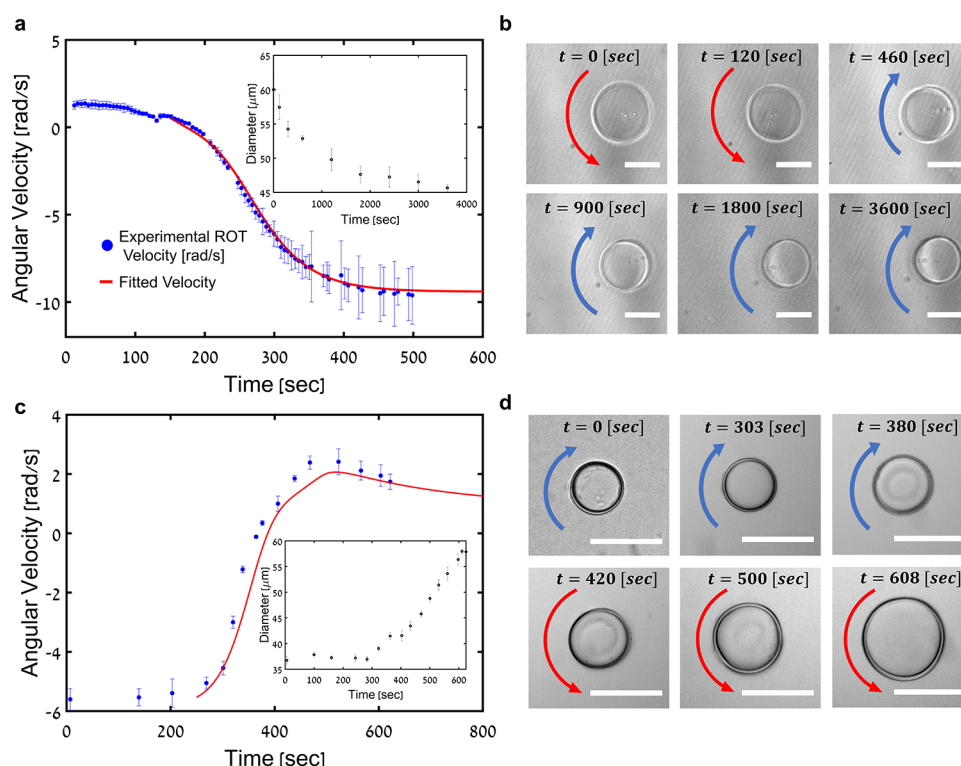 a
5
0
-5
-10
Angular Velocity [rad/s]
0 100 200 300 400 500 600
Time [sec]
Experimental ROT
Velocity [rad/s]
Fitted Velocity
Diameter [μm]
65
60
55
50
45
0 1000 2000 3000 4000
Time [sec]
b
t = 0 [sec]
t = 120 [sec]
t = 460 [sec]
t = 900 [sec]
t = 1800 [sec]
t = 3600 [sec]
c
4
2
0
-2
-4
-6
Angular Velocity [rad/s]
0 200 400 600 800
Time [sec]
Diameter [μm]
60
55
50
45
40
35
0 100 200 300 400 500 600
Time [sec]
d
t = 0 [sec]
t = 303 [sec]
t = 380 [sec]
t = 420 [sec]
t = 500 [sec]
t = 608 [sec]